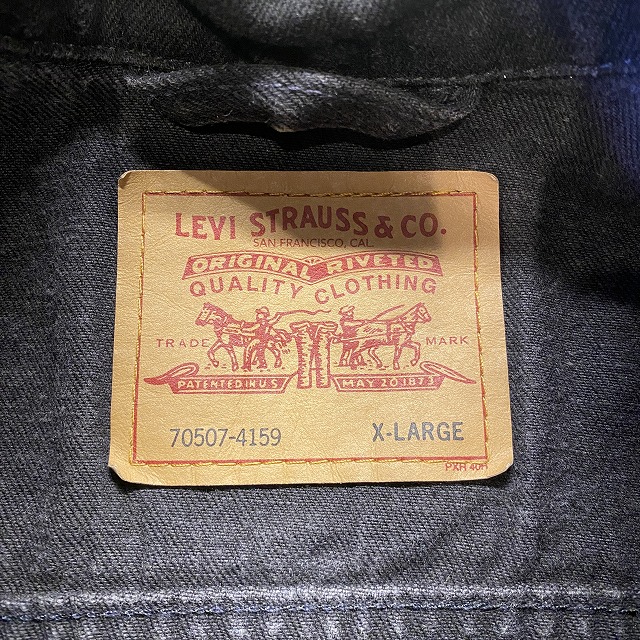 LEVI STRAUSS & CO.
SAN FRANCISCO, CAL.
ORIGINAL RIVETED
QUALITY CLOTHING
TRADE MARK
PATENTED IN U.S. MAY 20 1873
70507-4159 X-LARGE